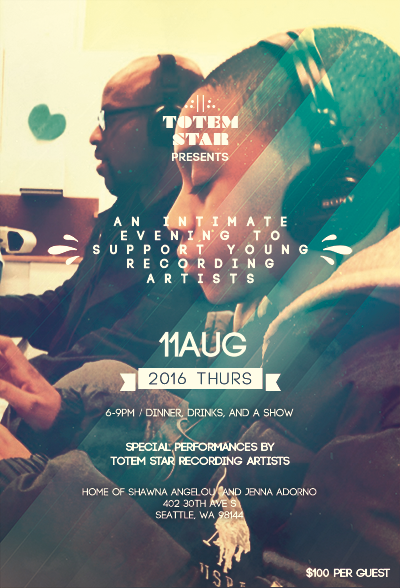 TOTEM
STAR
PRESENTS
AN INTIMATE
EVENING TO
SUPPORT YOUNG
RECORDING
ARTISTS
11AUG
2016 THURS
6-9PM / DINNER, DRINKS, AND A SHOW
SPECIAL PERFORMANCES BY
TOTEM STAR RECORDING ARTISTS
HOME OF SHAWNA ANGELOU AND JENNA ADORNO
402 30TH AVE S
SEATTLE, WA 98144
$100 PER GUEST
SONY